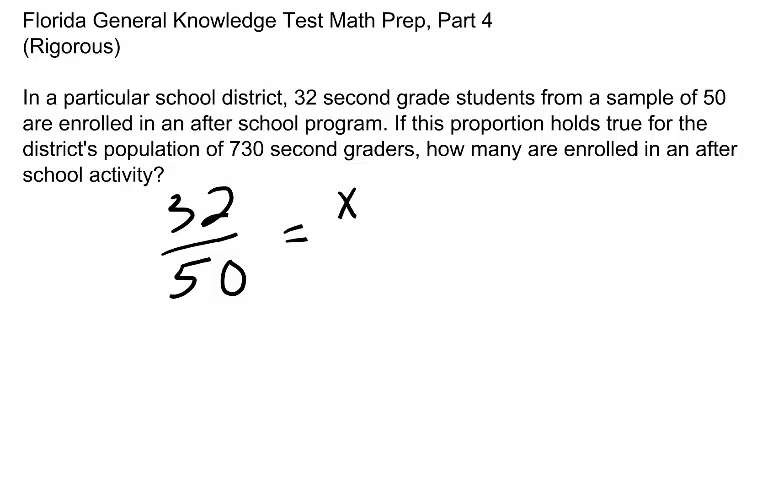 Florida General Knowledge Test Math Prep, Part 4
(Rigorous)
In a particular school district, 32 second grade students from a sample of 50
are enrolled in an after school program. If this proportion holds true for the
district's population of 730 second graders, how many are enrolled in an after
school activity?
32 = x
50